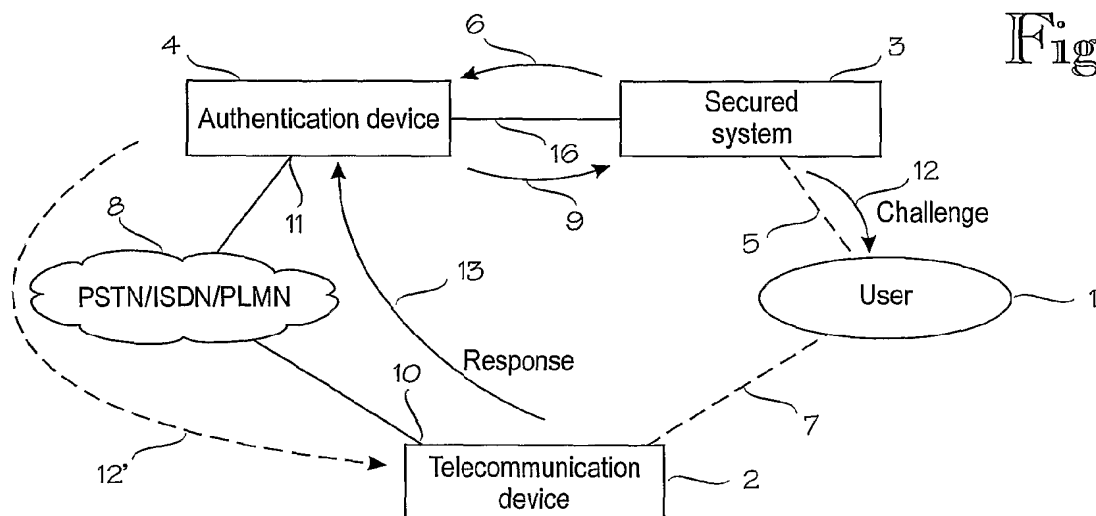 Fig
6
4
3
Authentication device
Secured
system
16
9
11
12
Challenge
5
8
PSTN/ISDN/PLMN
13
User
1
Response
10
7
12'
Telecommunication
device
2